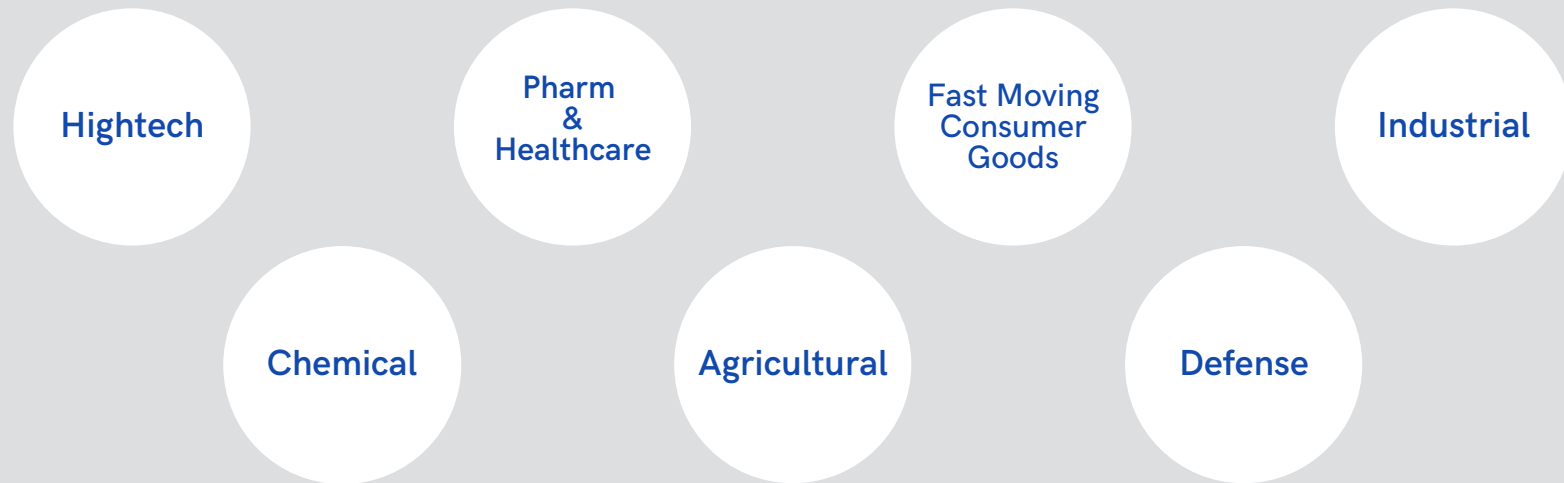 Hightech
Pharm
&
Healthcare
Fast Moving
Consumer
Goods
Industrial
Chemical
Agricultural
Defense